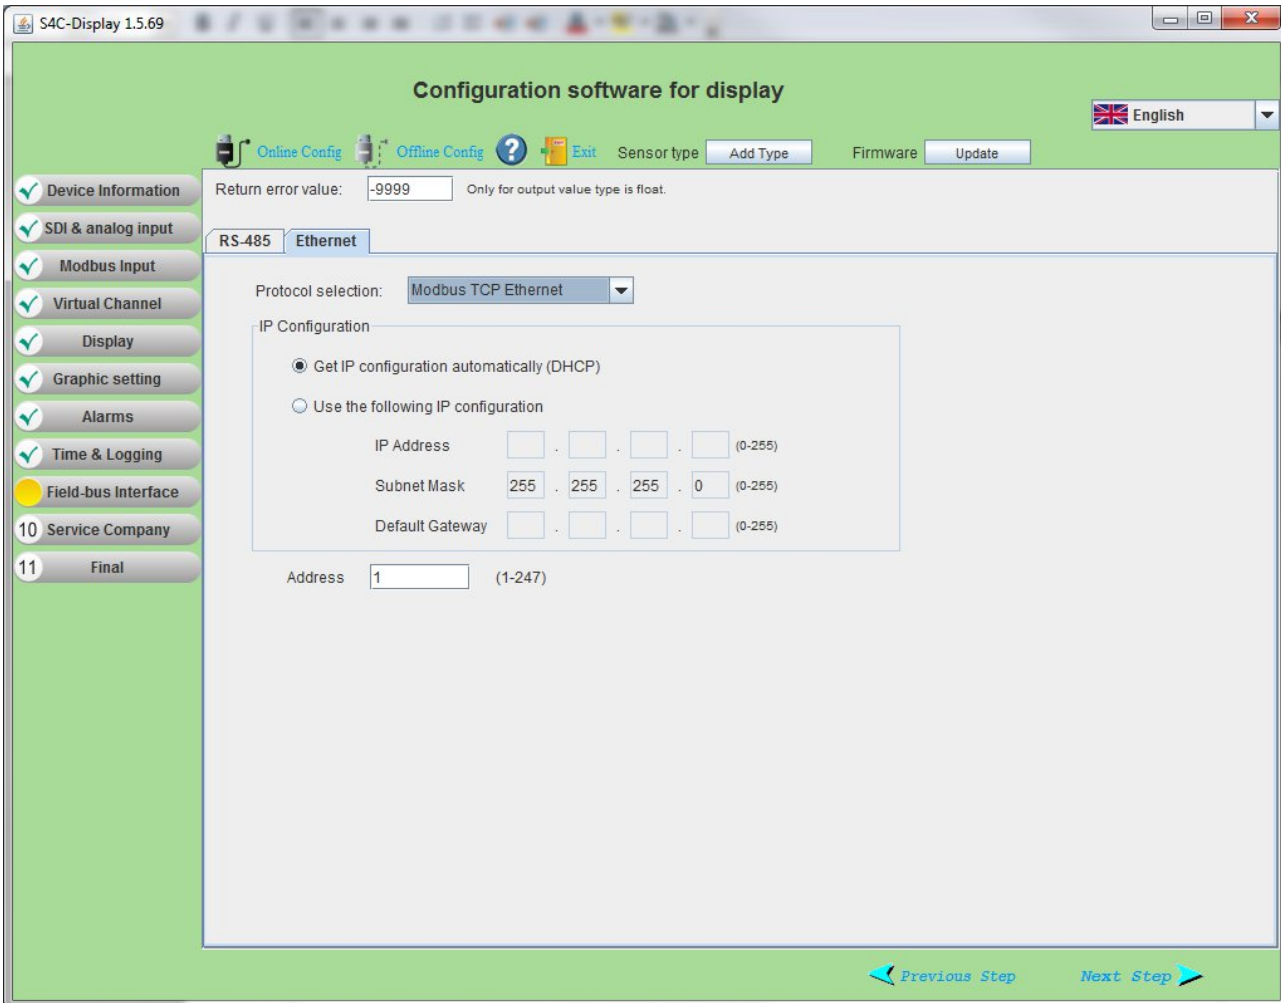 S4C-Display 1.5.69
Configuration software for display
English
Online Config Offline Config ? Exit Sensor type Add Type Firmware Update
Device Information
SDI & analog input
Modbus Input
Virtual Channel
Display
Graphic setting
Alarms
Time & Logging
Field-bus Interface
10 Service Company
11 Final
Return error value: -9999 Only for output value type is float.
RS-485 Ethernet
Protocol selection: Modbus TCP Ethernet
IP Configuration
Get IP configuration automatically (DHCP)
Use the following IP configuration
IP Address . . . (0-255)
Subnet Mask 255 . 255 . 255 . 0 (0-255)
Default Gateway . . . (0-255)
Address 1 (1-247)
Previous Step Next Step